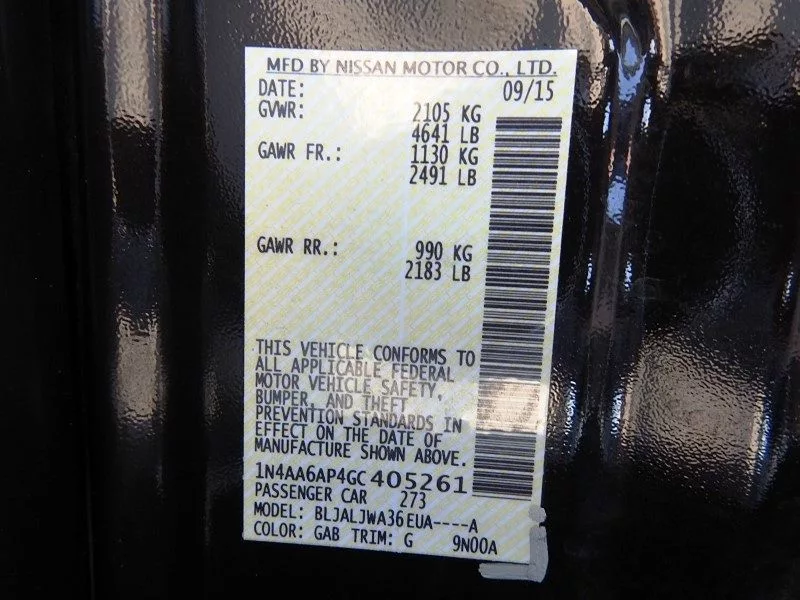 MFD BY NISSAN MOTOR CO., LTD.
DATE: 09/15
GVWR: 2105 KG
4641 LB
GAWR FR.: 1130 KG
2491 LB
GAWR RR.: 990 KG
2183 LB
THIS VEHICLE CONFORMS TO
ALL APPLICABLE FEDERAL
MOTOR VEHICLE SAFETY,
BUMPER, AND THEFT
PREVENTION STANDARDS IN
EFFECT ON THE DATE OF
MANUFACTURE SHOWN ABOVE.
1N4AA6AP4GC405261
PASSENGER CAR 273
MODEL: BLJALJWA36EUA----A
COLOR: GAB TRIM: G 9N00A